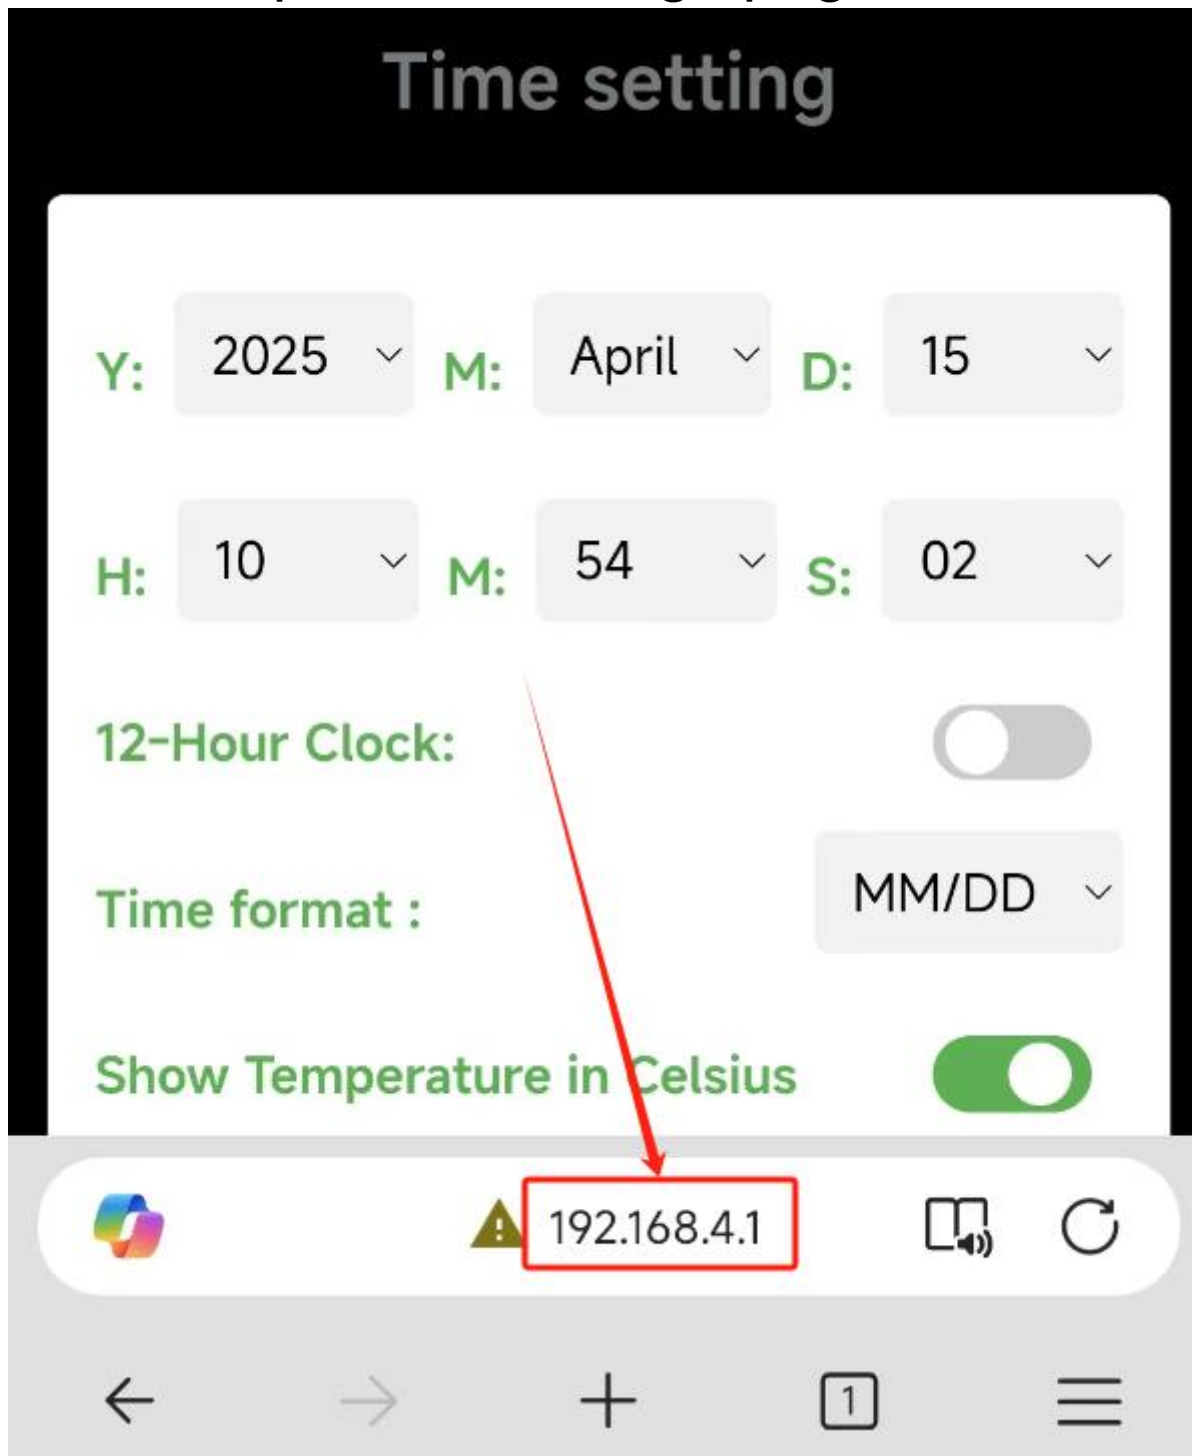 Time setting
Y: 2025 M: April D: 15
H: 10 M: 54 S: 02
12-Hour Clock:
Time format : MM/DD
Show Temperature in Celsius
192.168.4.1
1